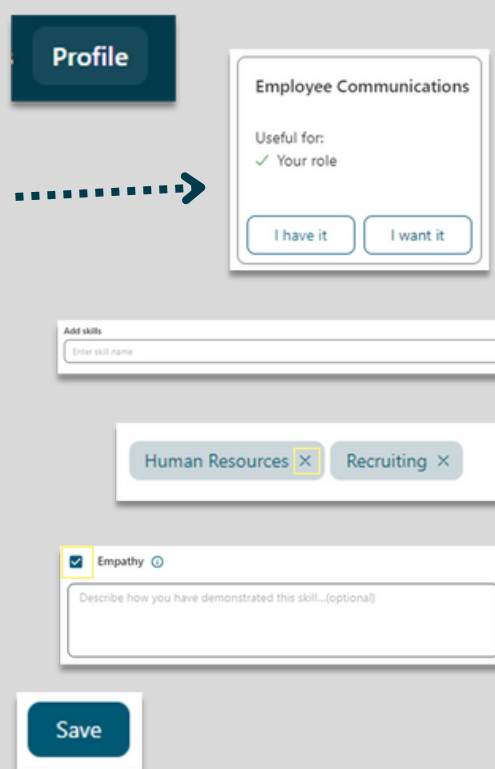 Profile
Employee Communications
Useful for:
✓ Your role
I have it I want it
Add skills
Enter skill name
Human Resources × Recruiting ×
Empathy
Describe how you have demonstrated this skill...(optional)
Save